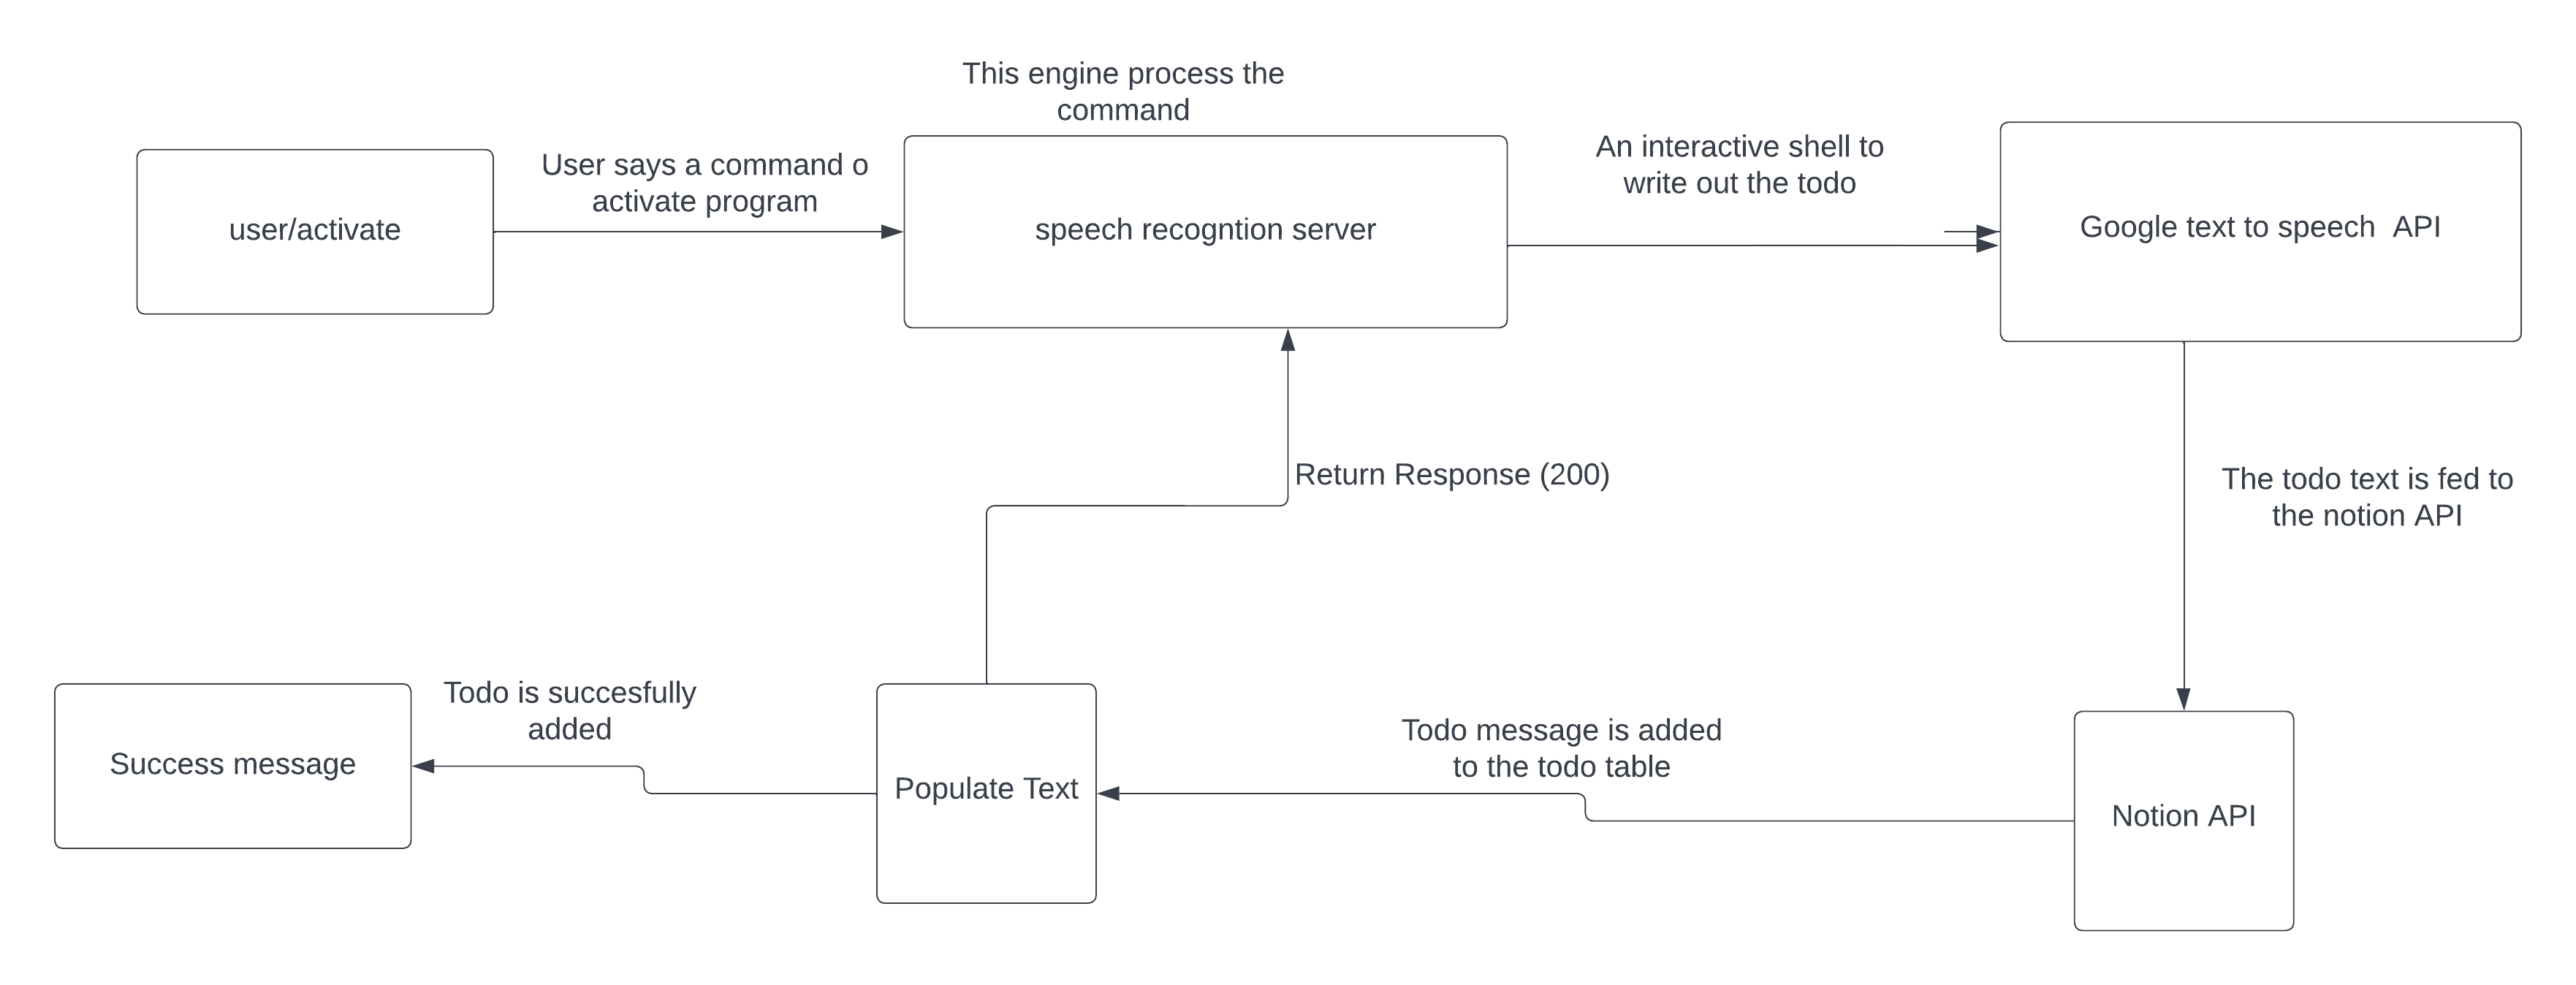 This engine process the
command
User says a command o
activate program
An interactive shell to
write out the todo
user/activate
speech recogntion server
Google text to speech  API
Return Response (200)
The todo text is fed to
the notion API
Todo is succesfully
added
Todo message is added
to the todo table
Success message
Populate Text
Notion API